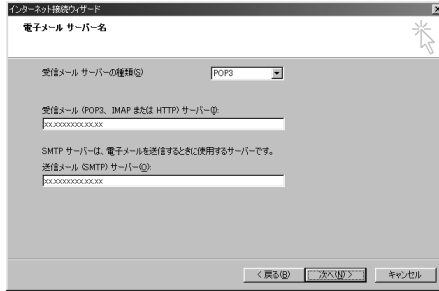 インターネット接続ウィザード
電子メール サーバー名
受信メール サーバーの種類(S)
POP3
受信メール (POP3、IMAP または HTTP) サーバー(I):
xx.xxxxxxxx.xx.xx
SMTP サーバーは、電子メールを送信するときに使用するサーバーです。
送信メール (SMTP) サーバー(O):
xx.xxxxxxxx.xx.xx
< 戻る(B)
次へ(N) >
キャンセル